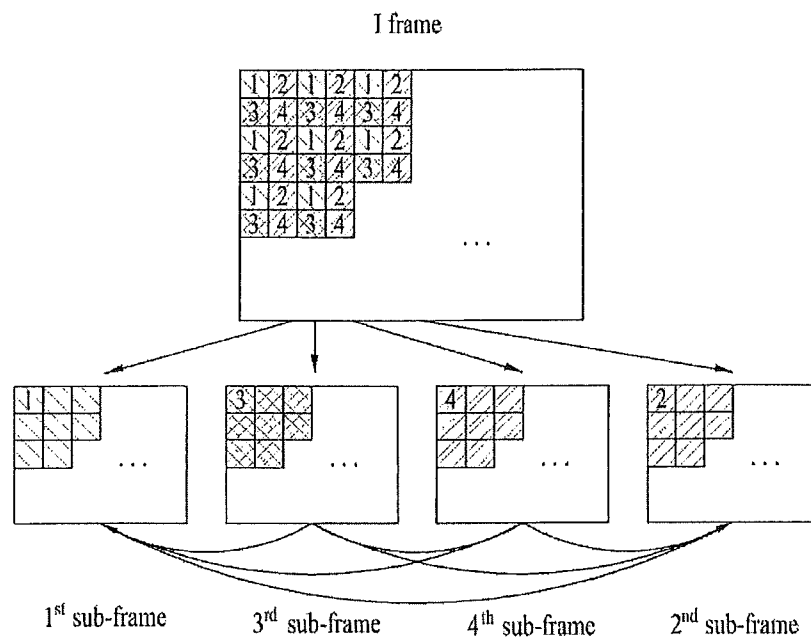 I frame
1 2 1 2 1 2
3 4 3 4 3 4
1 2 1 2 1 2
3 4 3 4 3 4
1 2 1 2
3 4 3 4
...
1 3 4 2
... ... ... ...
1st sub-frame 3rd sub-frame 4th sub-frame 2nd sub-frame